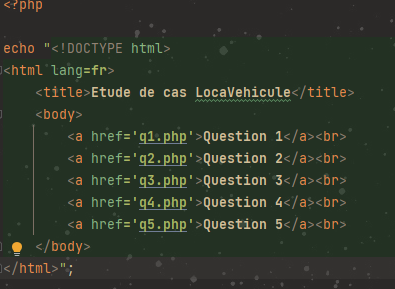 <?php
echo "<!DOCTYPE html>
<html lang=fr>
<title>Etude de cas LocaVehicule</title>
<body>
<a href='q1.php'>Question 1</a><br>
<a href='q2.php'>Question 2</a><br>
<a href='q3.php'>Question 3</a><br>
<a href='q4.php'>Question 4</a><br>
<a href='q5.php'>Question 5</a><br>
</body>
</html>";